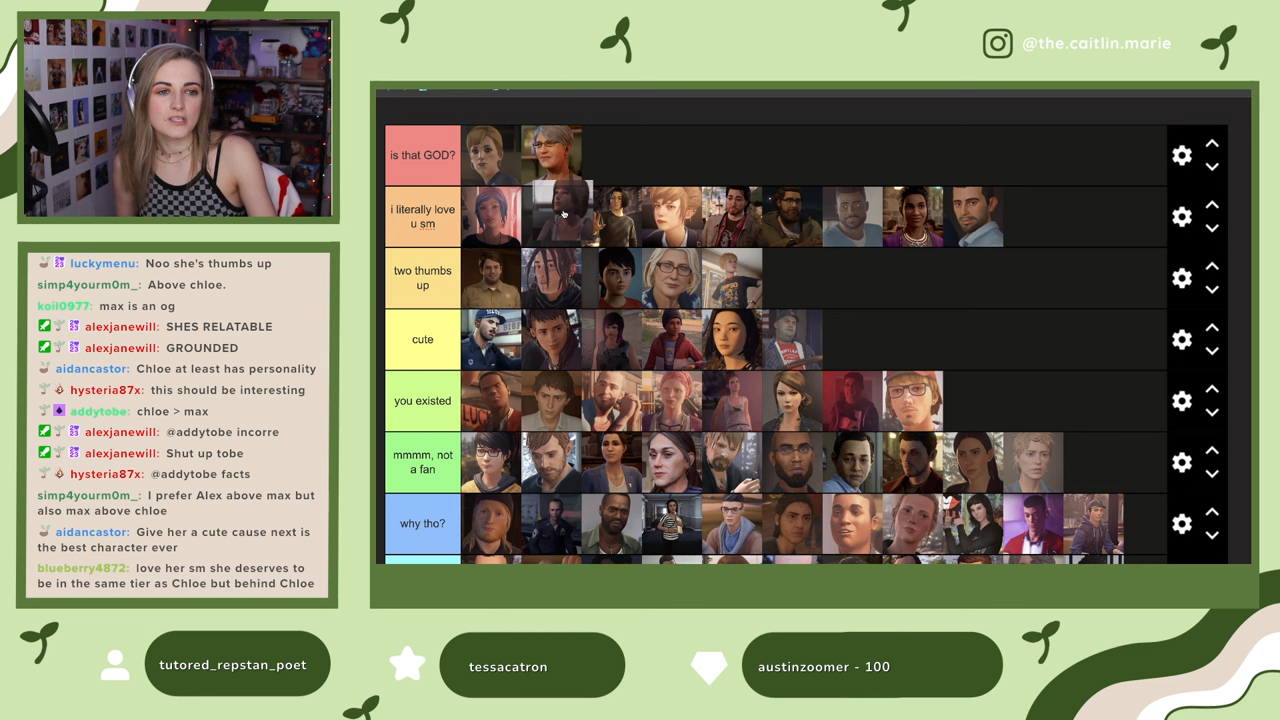 @the.caitlin.marie
luckymenu: Noo she's thumbs up
simp4yourm0m_: Above chloe.
koil0977: max is an og
alexjanewill: SHES RELATABLE
alexjanewill: GROUNDED
aidancastor: Chloe at least has personality
hysteria87x: this should be interesting
addytobe: chloe > max
alexjanewill: @addytobe incorre
alexjanewill: Shut up tobe
hysteria87x: @addytobe facts
simp4yourm0m_: I prefer Alex above max but
also max above chloe
aidancastor: Give her a cute cause next is
the best character ever
blueberry4872: love her sm she deserves to
be in the same tier as Chloe but behind Chloe
is that GOD?
i literally love
u sm
two thumbs
up
cute
you existed
mmmm, not
a fan
why tho?
tutored_repstan_poet
tessacatron
austinzoomer - 100